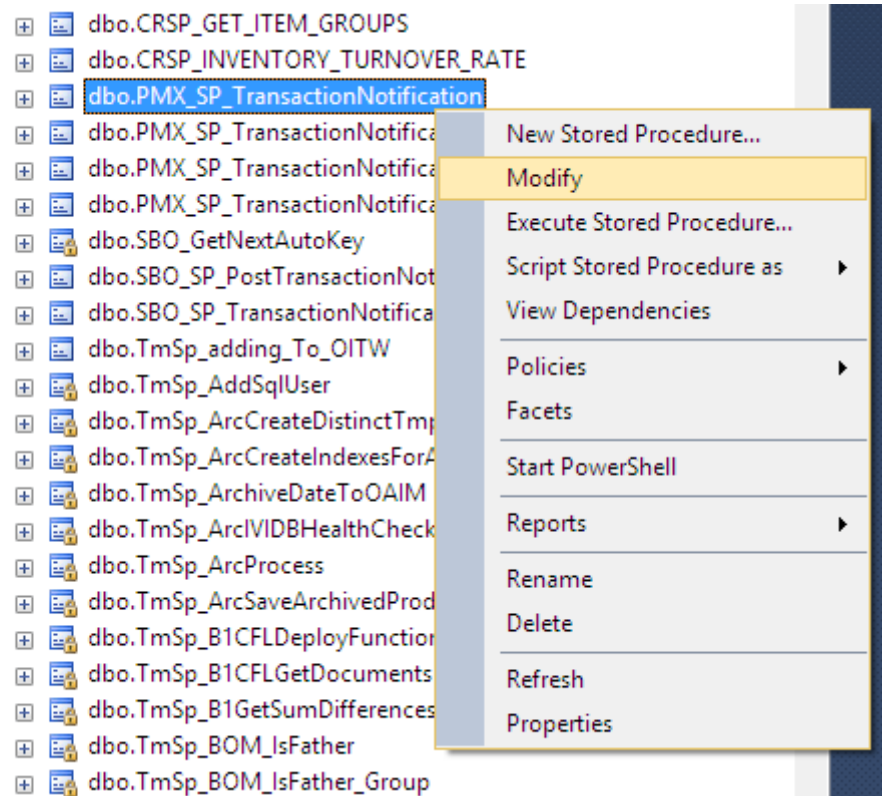 dbo.CRSP_GET_ITEM_GROUPS
dbo.CRSP_INVENTORY_TURNOVER_RATE
dbo.PMX_SP_TransactionNotification
dbo.PMX_SP_TransactionNotifica
dbo.PMX_SP_TransactionNotifica
dbo.PMX_SP_TransactionNotifica
dbo.SBO_GetNextAutoKey
dbo.SBO_SP_PostTransactionNot
dbo.SBO_SP_TransactionNotifica
dbo.TmSp_adding_To_OITW
dbo.TmSp_AddSqlUser
dbo.TmSp_ArcCreateDistinctTmp
dbo.TmSp_ArcCreateIndexesForA
dbo.TmSp_ArchiveDateToOAIM
dbo.TmSp_ArcIVIDBHealthCheck
dbo.TmSp_ArcProcess
dbo.TmSp_ArcSaveArchivedProd
dbo.TmSp_B1CFLDeployFunction
dbo.TmSp_B1CFLGetDocuments
dbo.TmSp_B1GetSumDifferences
dbo.TmSp_BOM_IsFather
dbo.TmSp_BOM_IsFather_Group
New Stored Procedure...
Modify
Execute Stored Procedure...
Script Stored Procedure as
View Dependencies
Policies
Facets
Start PowerShell
Reports
Rename
Delete
Refresh
Properties